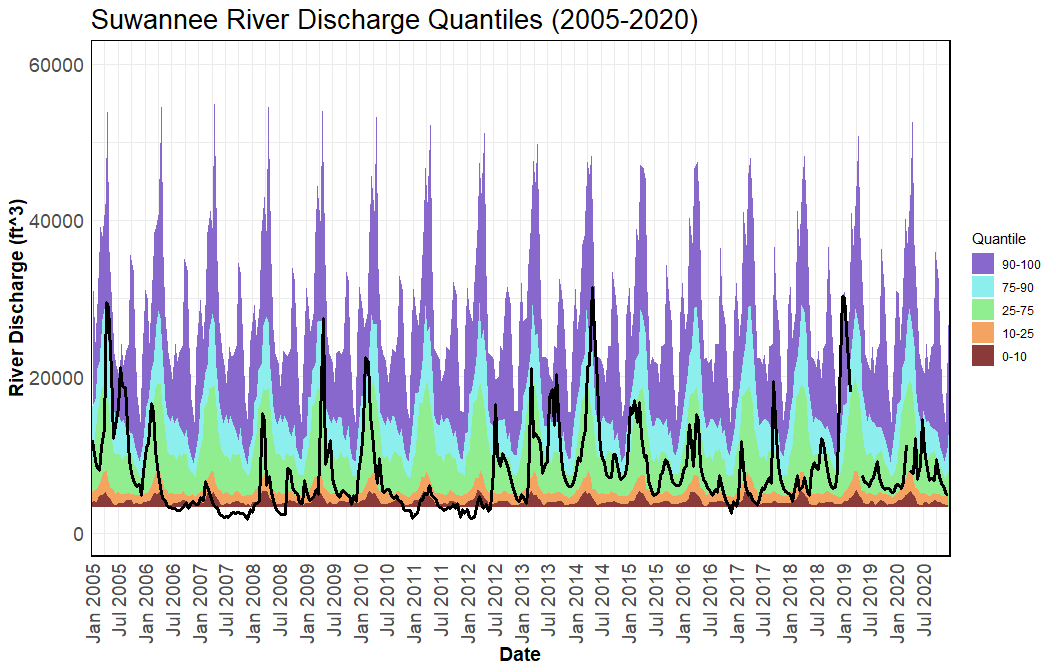 Suwannee River Discharge Quantiles (2005-2020)
River Discharge (ft^3)
60000
40000
20000
0
Jan 2005
Jul 2005
Jan 2006
Jul 2006
Jan 2007
Jul 2007
Jan 2008
Jul 2008
Jan 2009
Jul 2009
Jan 2010
Jul 2010
Jan 2011
Jul 2011
Jan 2012
Jul 2012
Jan 2013
Jul 2013
Jan 2014
Jul 2014
Jan 2015
Jul 2015
Jan 2016
Jul 2016
Jan 2017
Jul 2017
Jan 2018
Jul 2018
Jan 2019
Jul 2019
Jan 2020
Jul 2020
Date
Quantile
90-100
75-90
25-75
10-25
0-10